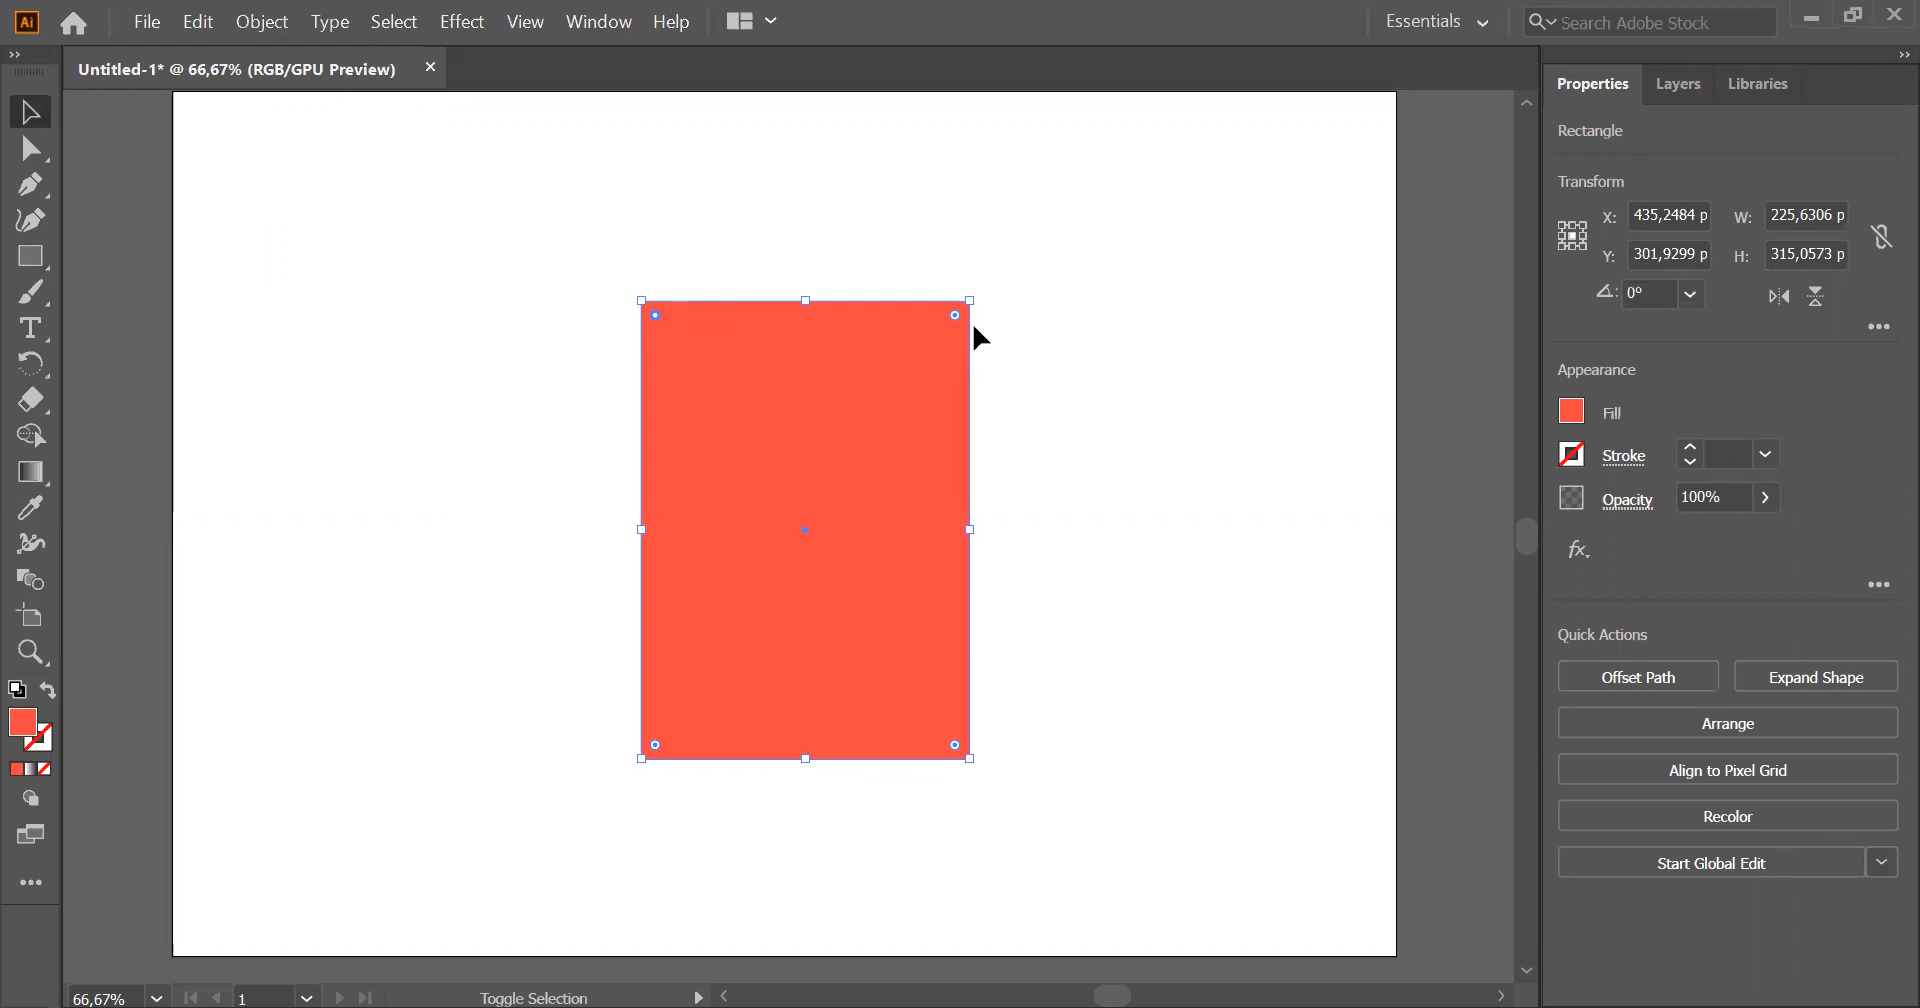 Ai File Edit Object Type Select Effect View Window Help Essentials Search Adobe Stock
Untitled-1* @ 66,67% (RGB/GPU Preview)
Properties Layers Libraries
Rectangle
Transform
X: 435,2484 p W: 225,6306 p
Y: 301,9299 p H: 315,0573 p
0°
Appearance
Fill
Stroke
Opacity 100%
fx.
Quick Actions
Offset Path Expand Shape
Arrange
Align to Pixel Grid
Recolor
Start Global Edit
T
66,67% 1 Toggle Selection